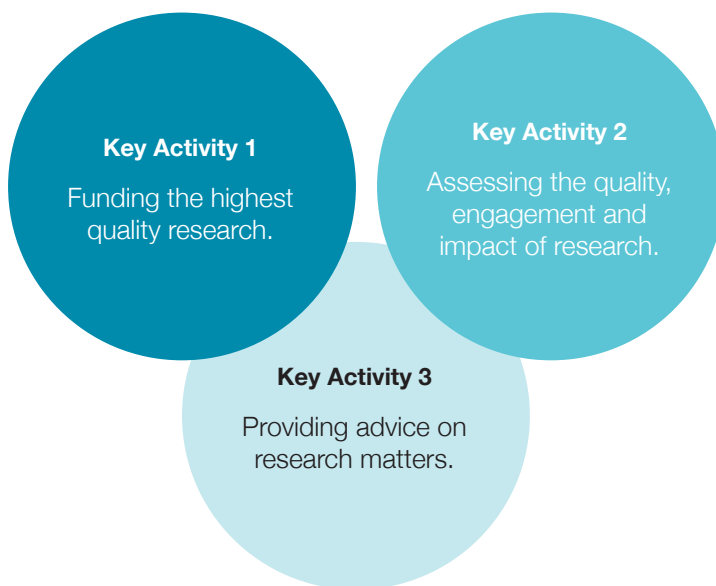 Key Activity 1
Funding the highest
quality research.
Key Activity 2
Assessing the quality,
engagement and
impact of research.
Key Activity 3
Providing advice on
research matters.